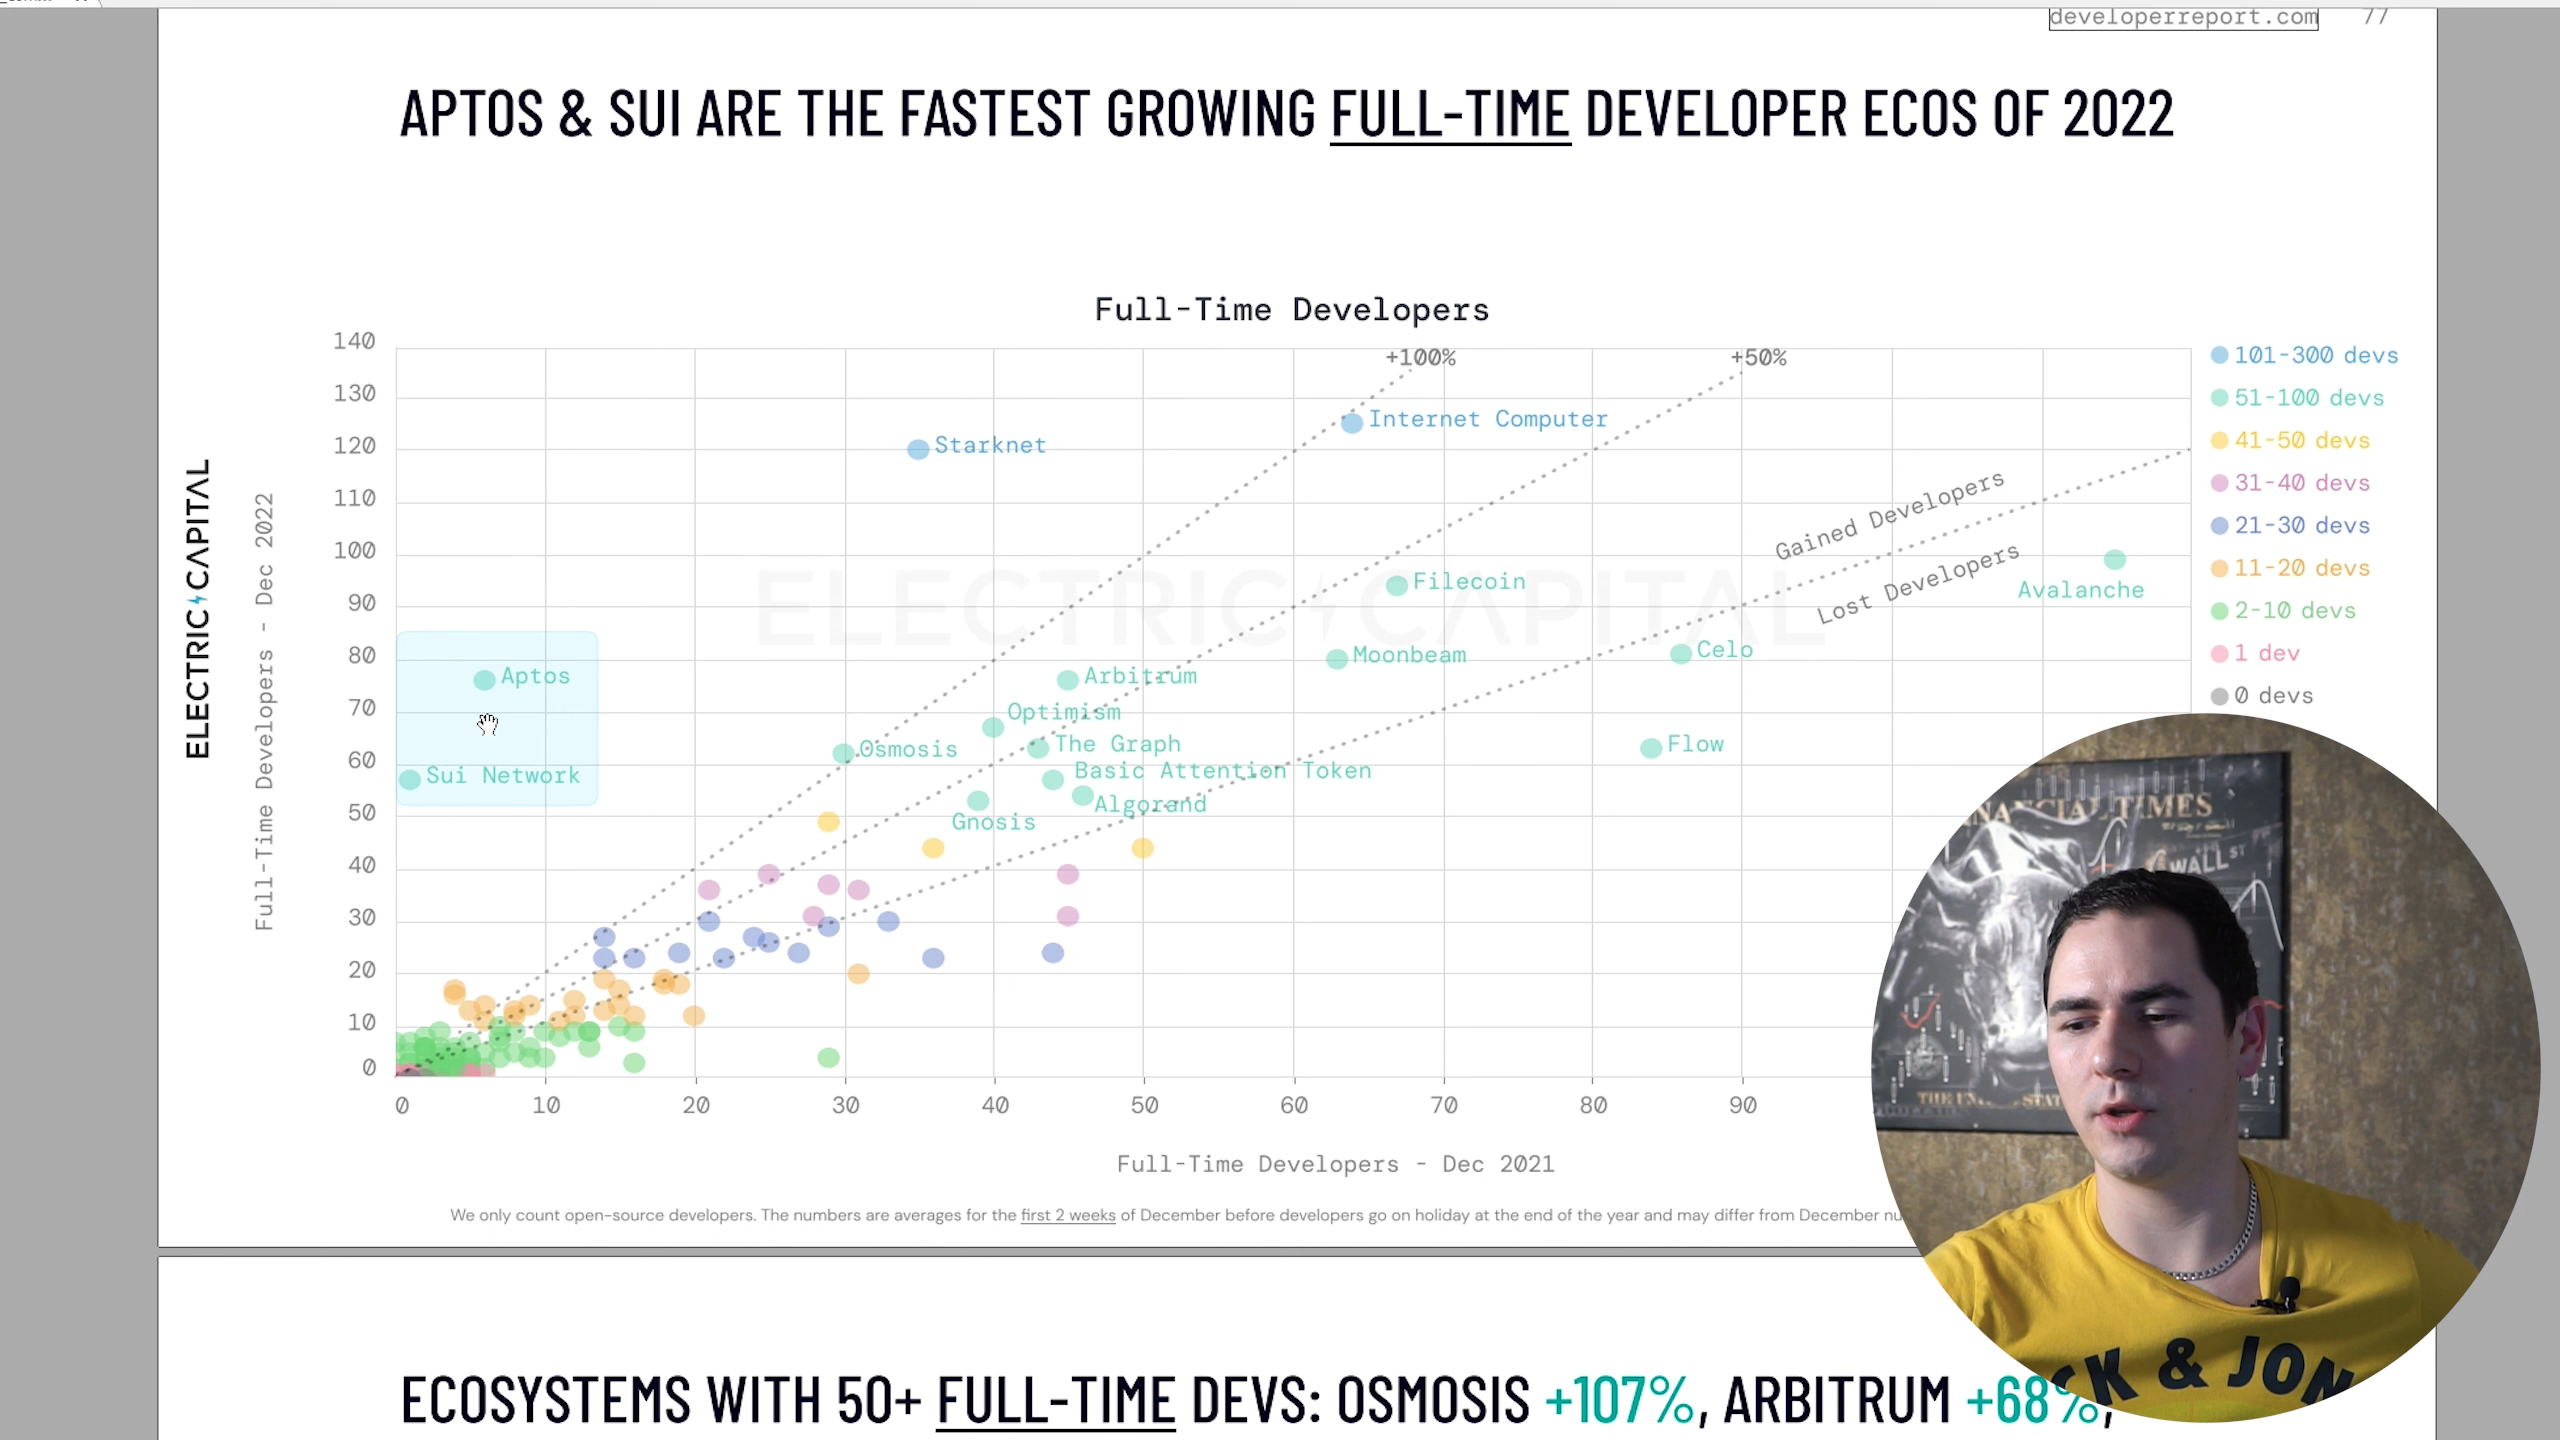 developerreport.com 77
APTOS & SUI ARE THE FASTEST GROWING FULL-TIME DEVELOPER ECOS OF 2022
Full-Time Developers
ELECTRIC CAPITAL
Full-Time Developers - Dec 2022
140
130
120
110
100
90
80
70
60
50
40
30
20
10
0
+100%
+50%
Internet Computer
Starknet
Gained Developers
Lost Developers
Filecoin
Avalanche
ELECTRIC CAPITAL
Moonbeam
Celo
Aptos
Arbitrum
Optimism
Osmosis
The Graph
Flow
Sui Network
Basic Attention Token
Algorand
Gnosis
101-300 devs
51-100 devs
41-50 devs
31-40 devs
21-30 devs
11-20 devs
2-10 devs
1 dev
0 devs
0 10 20 30 40 50 60 70 80 90
Full-Time Developers - Dec 2021
We only count open-source developers. The numbers are averages for the first 2 weeks of December before developers go on holiday at the end of the year and may differ from December
TIMES
WALL ST
CK & JON
ECOSYSTEMS WITH 50+ FULL-TIME DEVS: OSMOSIS +107%, ARBITRUM +68%,